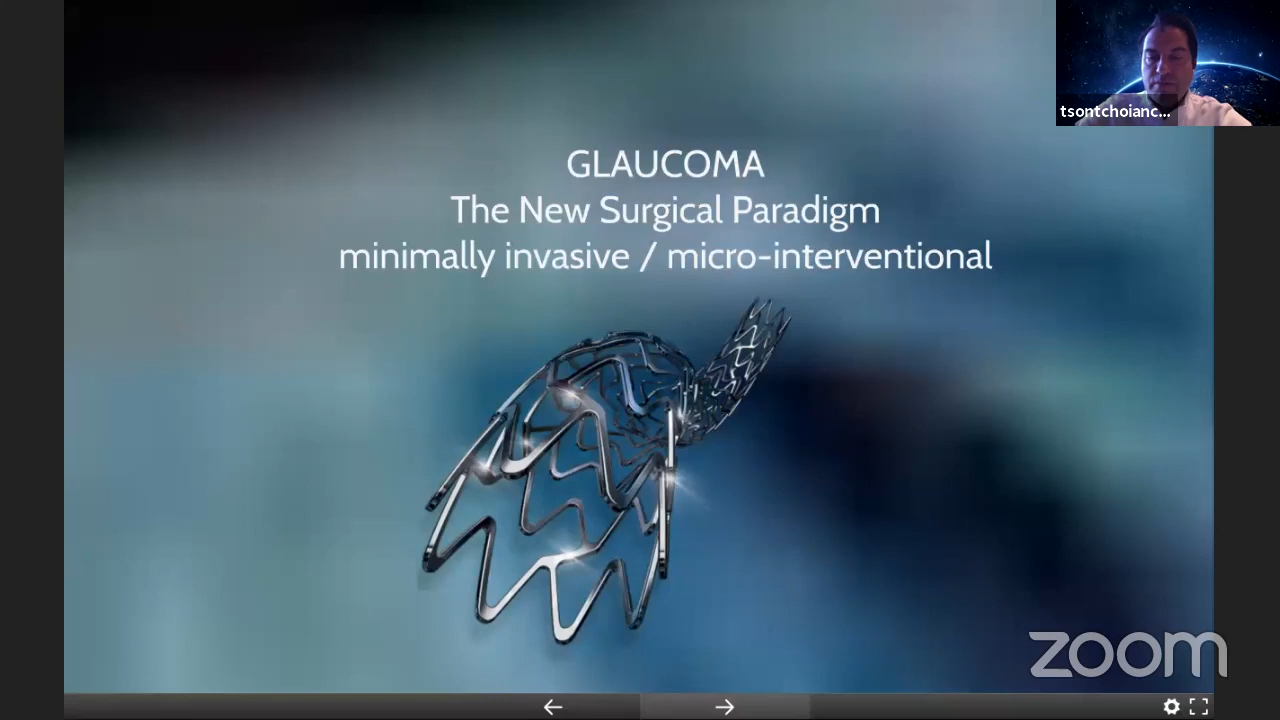 tsontchoianc...
GLAUCOMA
The New Surgical Paradigm
minimally invasive / micro-interventional
zoom